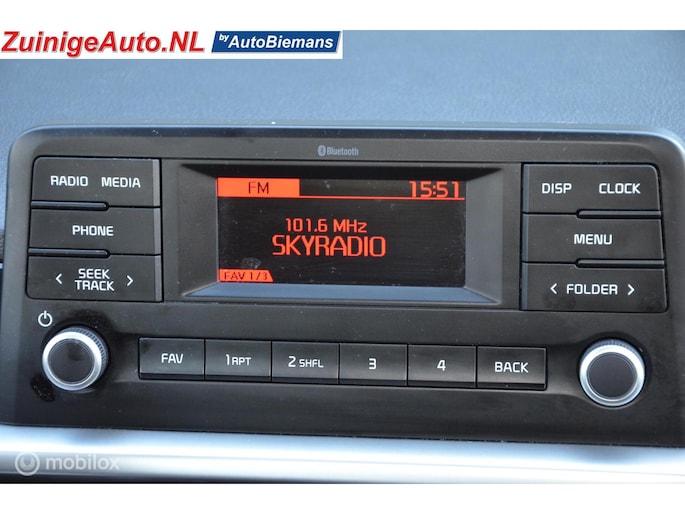 ZuinigeAuto.NL by AutoBiemans
Bluetooth
RADIO MEDIA
PHONE
< SEEK TRACK >
FM 15:51
101.6 MHz
SKYRADIO
FAV 1/3
DISP CLOCK
MENU
< FOLDER >
FAV 1 RPT 2 SHFL 3 4 BACK
mobilox